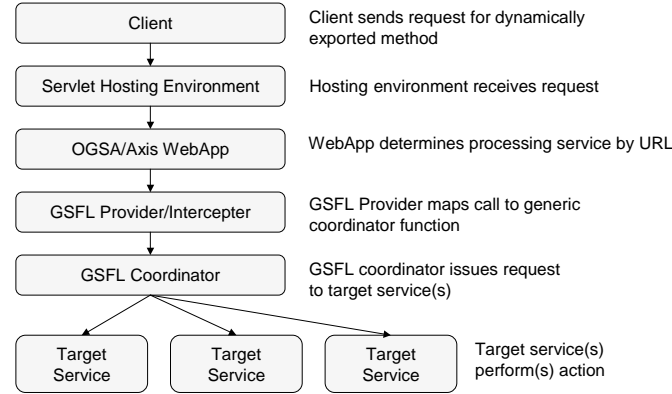 Client
Client sends request for dynamically
exported method
Servlet Hosting Environment
Hosting environment receives request
OGSA/Axis WebApp
WebApp determines processing service by URL
GSFL Provider/Intercepter
GSFL Provider maps call to generic
coordinator function
GSFL Coordinator
GSFL coordinator issues request
to target service(s)
Target
Service
Target
Service
Target
Service
Target service(s)
perform(s) action